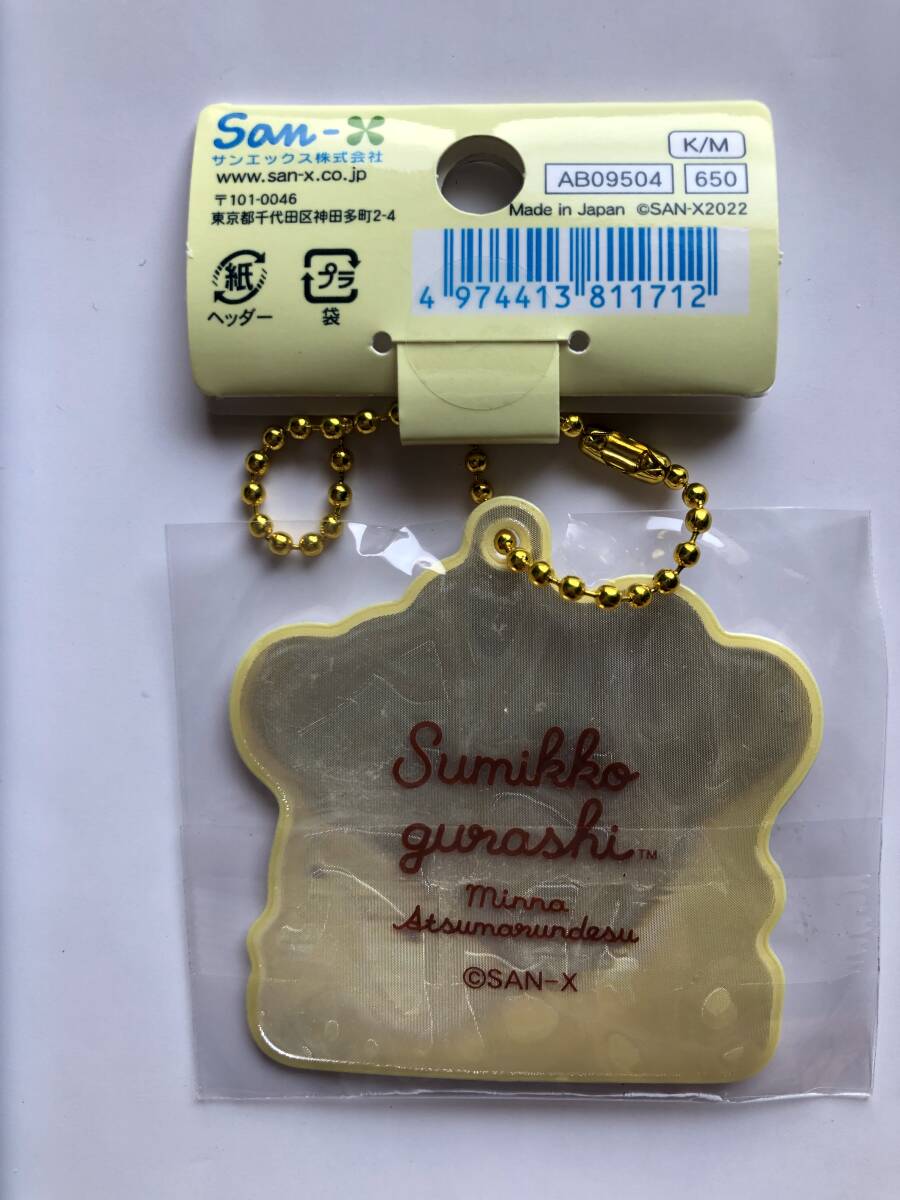 San-X
サンエックス株式会社
www.san-x.co.jp
〒101-0046
東京都千代田区神田多町2-4
K/M
AB09504 650
Made in Japan ©SAN-X2022
紙
ヘッダー
プラ
袋
4 974413 811712
Sumikko
gurashi™
Minna
Atsumarundesu
©SAN-X